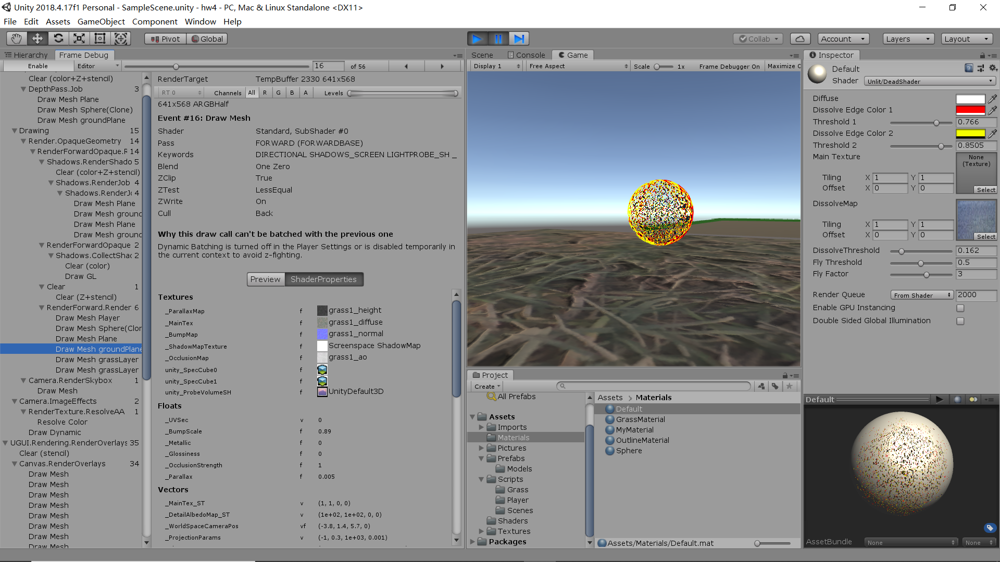 Unity 2018.4.17f1 Personal - SampleScene.unity - hw4 - PC, Mac & Linux Standalone <DX11>
File Edit Assets GameObject Component Window Help
Pivot Global Collab Account Layers Layout
Hierarchy Frame Debug
Enable Editor 16 of 56
Clear (color+Z+stencil)
DepthPass.Job 3
Draw Mesh Plane
Draw Mesh Sphere(Clone)
Draw Mesh groundPlane
Drawing 15
Render.OpaqueGeometry 14
RenderForwardOpaque.F 14
Shadows.RenderShado 5
Clear (color+Z+stencil)
Shadows.RenderJob 4
Shadows.RenderJ 4
Draw Mesh Plane
Draw Mesh ground
Draw Mesh Plane
Draw Mesh ground
RenderForwardOpaque 2
Shadows.CollectShac 2
Clear (color)
Draw GL
Clear 1
Clear (Z+stencil)
RenderForward.Render 6
Draw Mesh Player
Draw Mesh Sphere(Clor
Draw Mesh Plane
Draw Mesh groundPlane
Draw Mesh grassLayer
Draw Mesh grassLayer
Camera.RenderSkybox 1
Draw Mesh
Camera.ImageEffects 2
RenderTexture.ResolveAA 1
Resolve Color
Draw Dynamic
UGUI.Rendering.RenderOverlays 35
Clear (stencil)
Canvas.RenderOverlays 34
Draw Mesh
Draw Mesh
Draw Mesh
Draw Mesh
Draw Mesh
Draw Mesh
Draw Mesh
Draw Mesh
RenderTarget TempBuffer 2330 641x568
RT 0 Channels All R G B A Levels
641x568 ARGBHalf
Event #16: Draw Mesh
Shader Standard, SubShader #0
Pass FORWARD (FORWARDBASE)
Keywords DIRECTIONAL SHADOWS_SCREEN LIGHTPROBE_SH _
Blend One Zero
ZClip True
ZTest LessEqual
ZWrite On
Cull Back
Why this draw call can't be batched with the previous one
Dynamic Batching is turned off in the Player Settings or is disabled temporarily in
the current context to avoid z-fighting.
Preview ShaderProperties
Textures
_ParallaxMap f grass1_height
_MainTex f grass1_diffuse
_BumpMap f grass1_normal
_ShadowMapTexture f Screenspace ShadowMap
_OcclusionMap f grass1_ao
unity_SpecCube0 f
unity_SpecCube1 f
unity_ProbeVolumeSH f UnityDefault3D
Floats
_UVSec v 0
_BumpScale f 0.89
_Metallic f 0
_Glossiness f 0
_OcclusionStrength f 1
_Parallax f 0.005
Vectors
_MainTex_ST v (1, 1, 0, 0)
_DetailAlbedoMap_ST v (1e+02, 1e+02, 0, 0)
_WorldSpaceCameraPos vf (-3.8, 1.4, 5.7, 0)
_ProjectionParams v (-1, 0.3, 1e+03, 0.001)
Scene Console Game
Display 1 Free Aspect Scale 1x Frame Debugger On Maximize C
Project
Create
All Prefabs
Assets
Imports
Materials
Pictures
Prefabs
Models
Scripts
Grass
Player
Scenes
Shaders
Textures
Packages
Assets Materials
Default
GrassMaterial
MyMaterial
OutlineMaterial
Sphere
Assets/Materials/Default.mat
Inspector
Default
Shader Unlit/DeadShader
Diffuse
Dissolve Edge Color 1
Threshold 1 0.766
Dissolve Edge Color 2
Threshold 2 0.8505
Main Texture None
(Texture)
Tiling X 1 Y 1
Offset X 0 Y 0
Select
DissolveMap
Tiling X 1 Y 1
Offset X 0 Y 0
Select
DissolveThreshold 0.162
Fly Threshold 0.5
Fly Factor 3
Render Queue From Shader 2000
Enable GPU Instancing
Double Sided Global Illumination
Default
AssetBundle None None